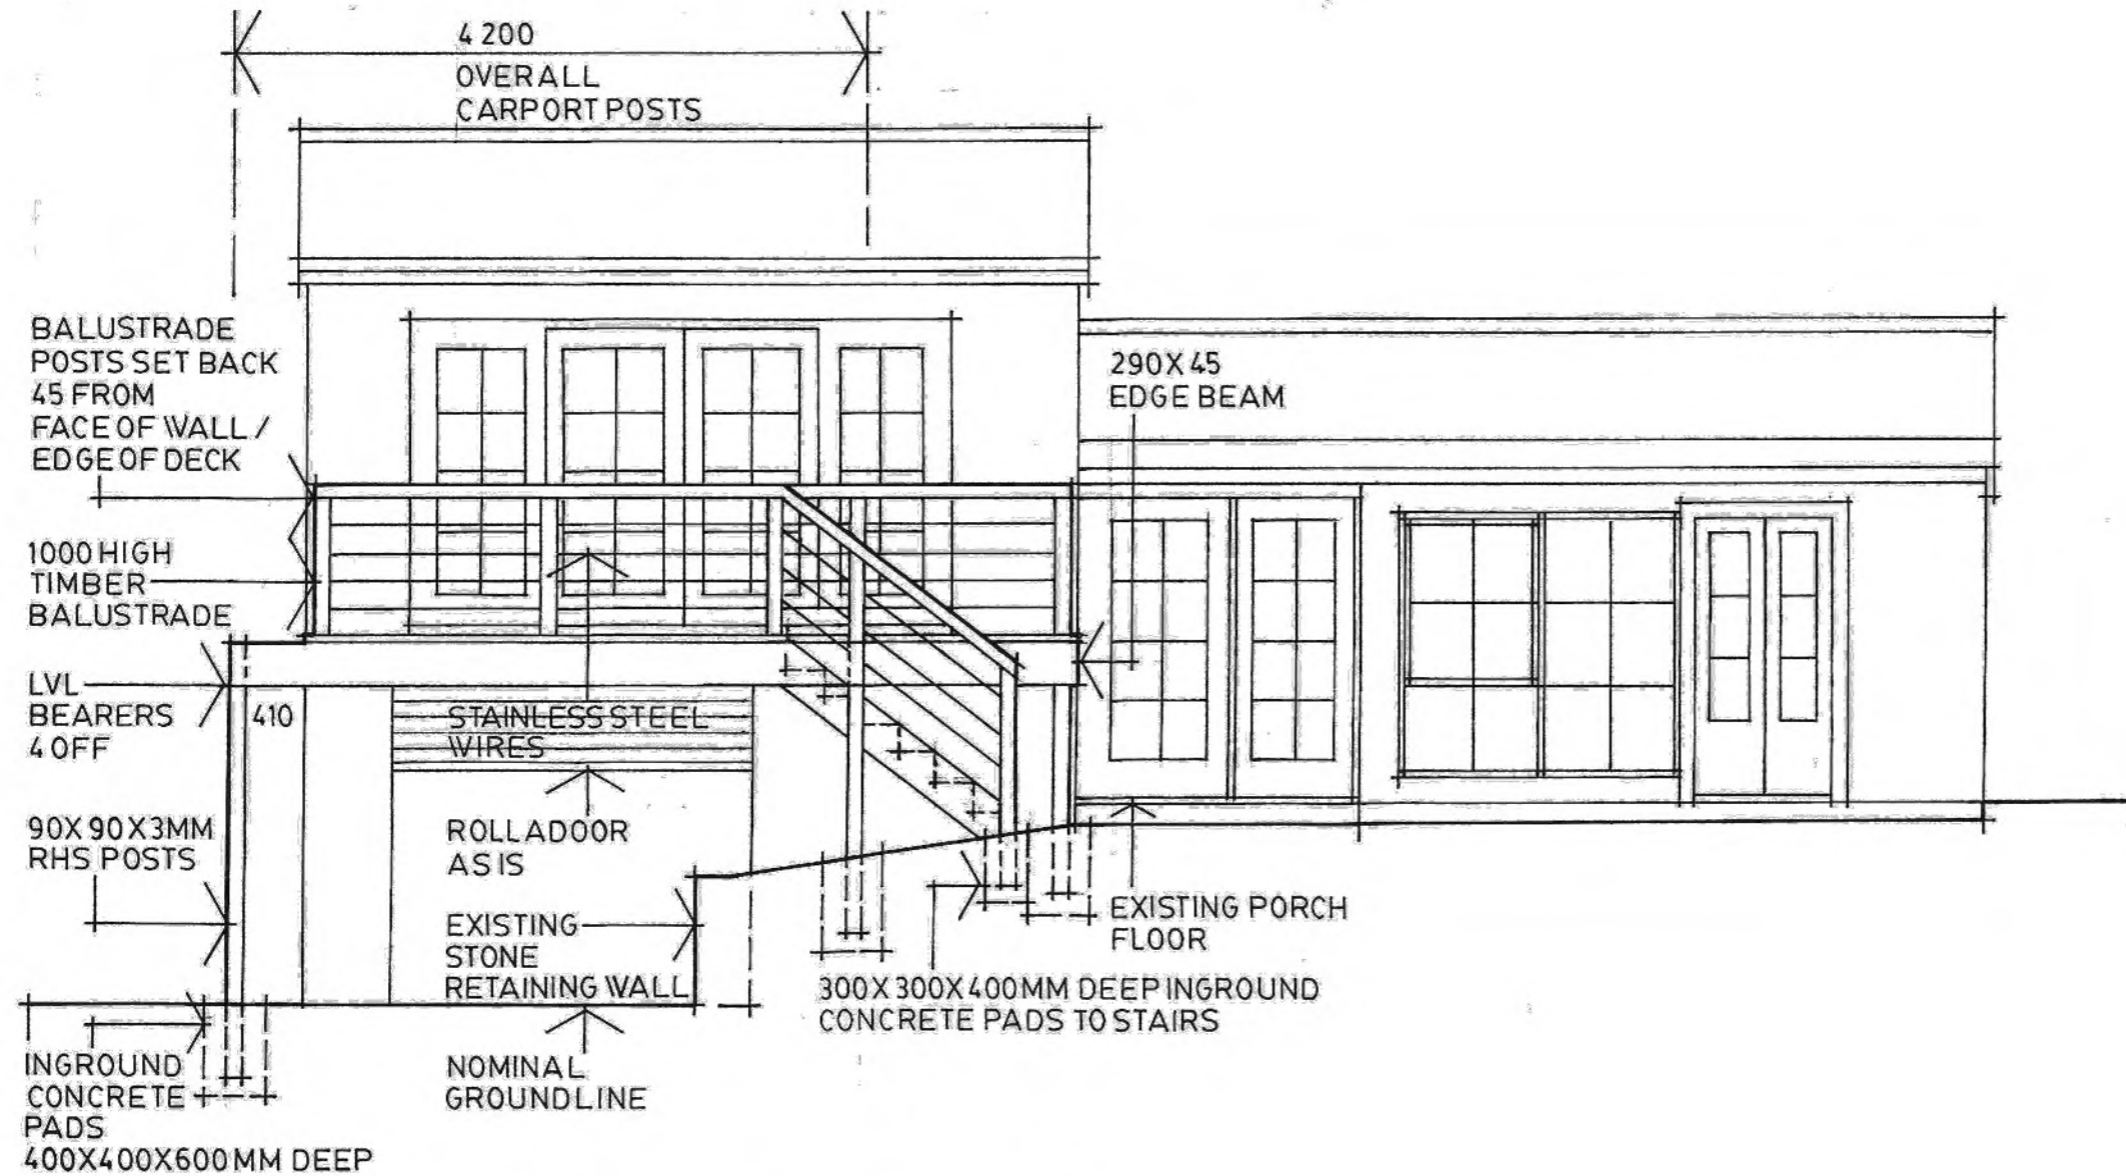 4 200
OVERALL
CARPORT POSTS
BALUSTRADE
POSTS SET BACK
45 FROM
FACE OF WALL /
EDGE OF DECK
290X45
EDGE BEAM
1000 HIGH
TIMBER
BALUSTRADE
LVL
BEARERS
4 OFF
410
STAINLESS STEEL
WIRES
90X90X3MM
RHS POSTS
ROLLADOOR
AS IS
EXISTING
STONE
RETAINING WALL
EXISTING PORCH
FLOOR
300X300X400MM DEEP INGROUND
CONCRETE PADS TO STAIRS
INGROUND
CONCRETE
PADS
400X400X600MM DEEP
NOMINAL
GROUNDLINE